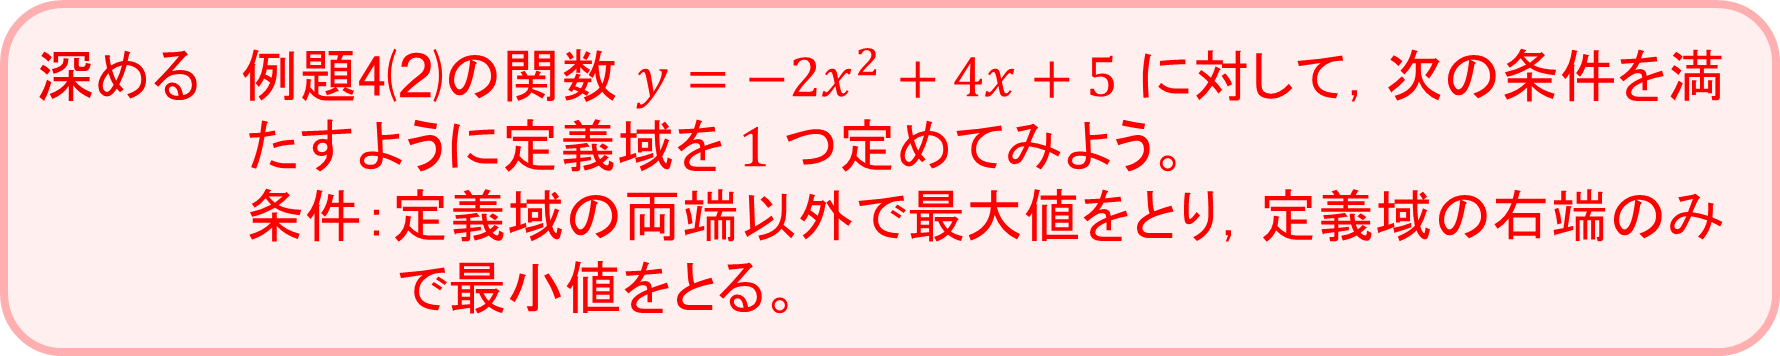 深める 例題4(2)の関数 y = −2x² + 4x + 5 に対して，次の条件を満
たすように定義域を 1 つ定めてみよう。
条件：定義域の両端以外で最大値をとり，定義域の右端のみ
で最小値をとる。